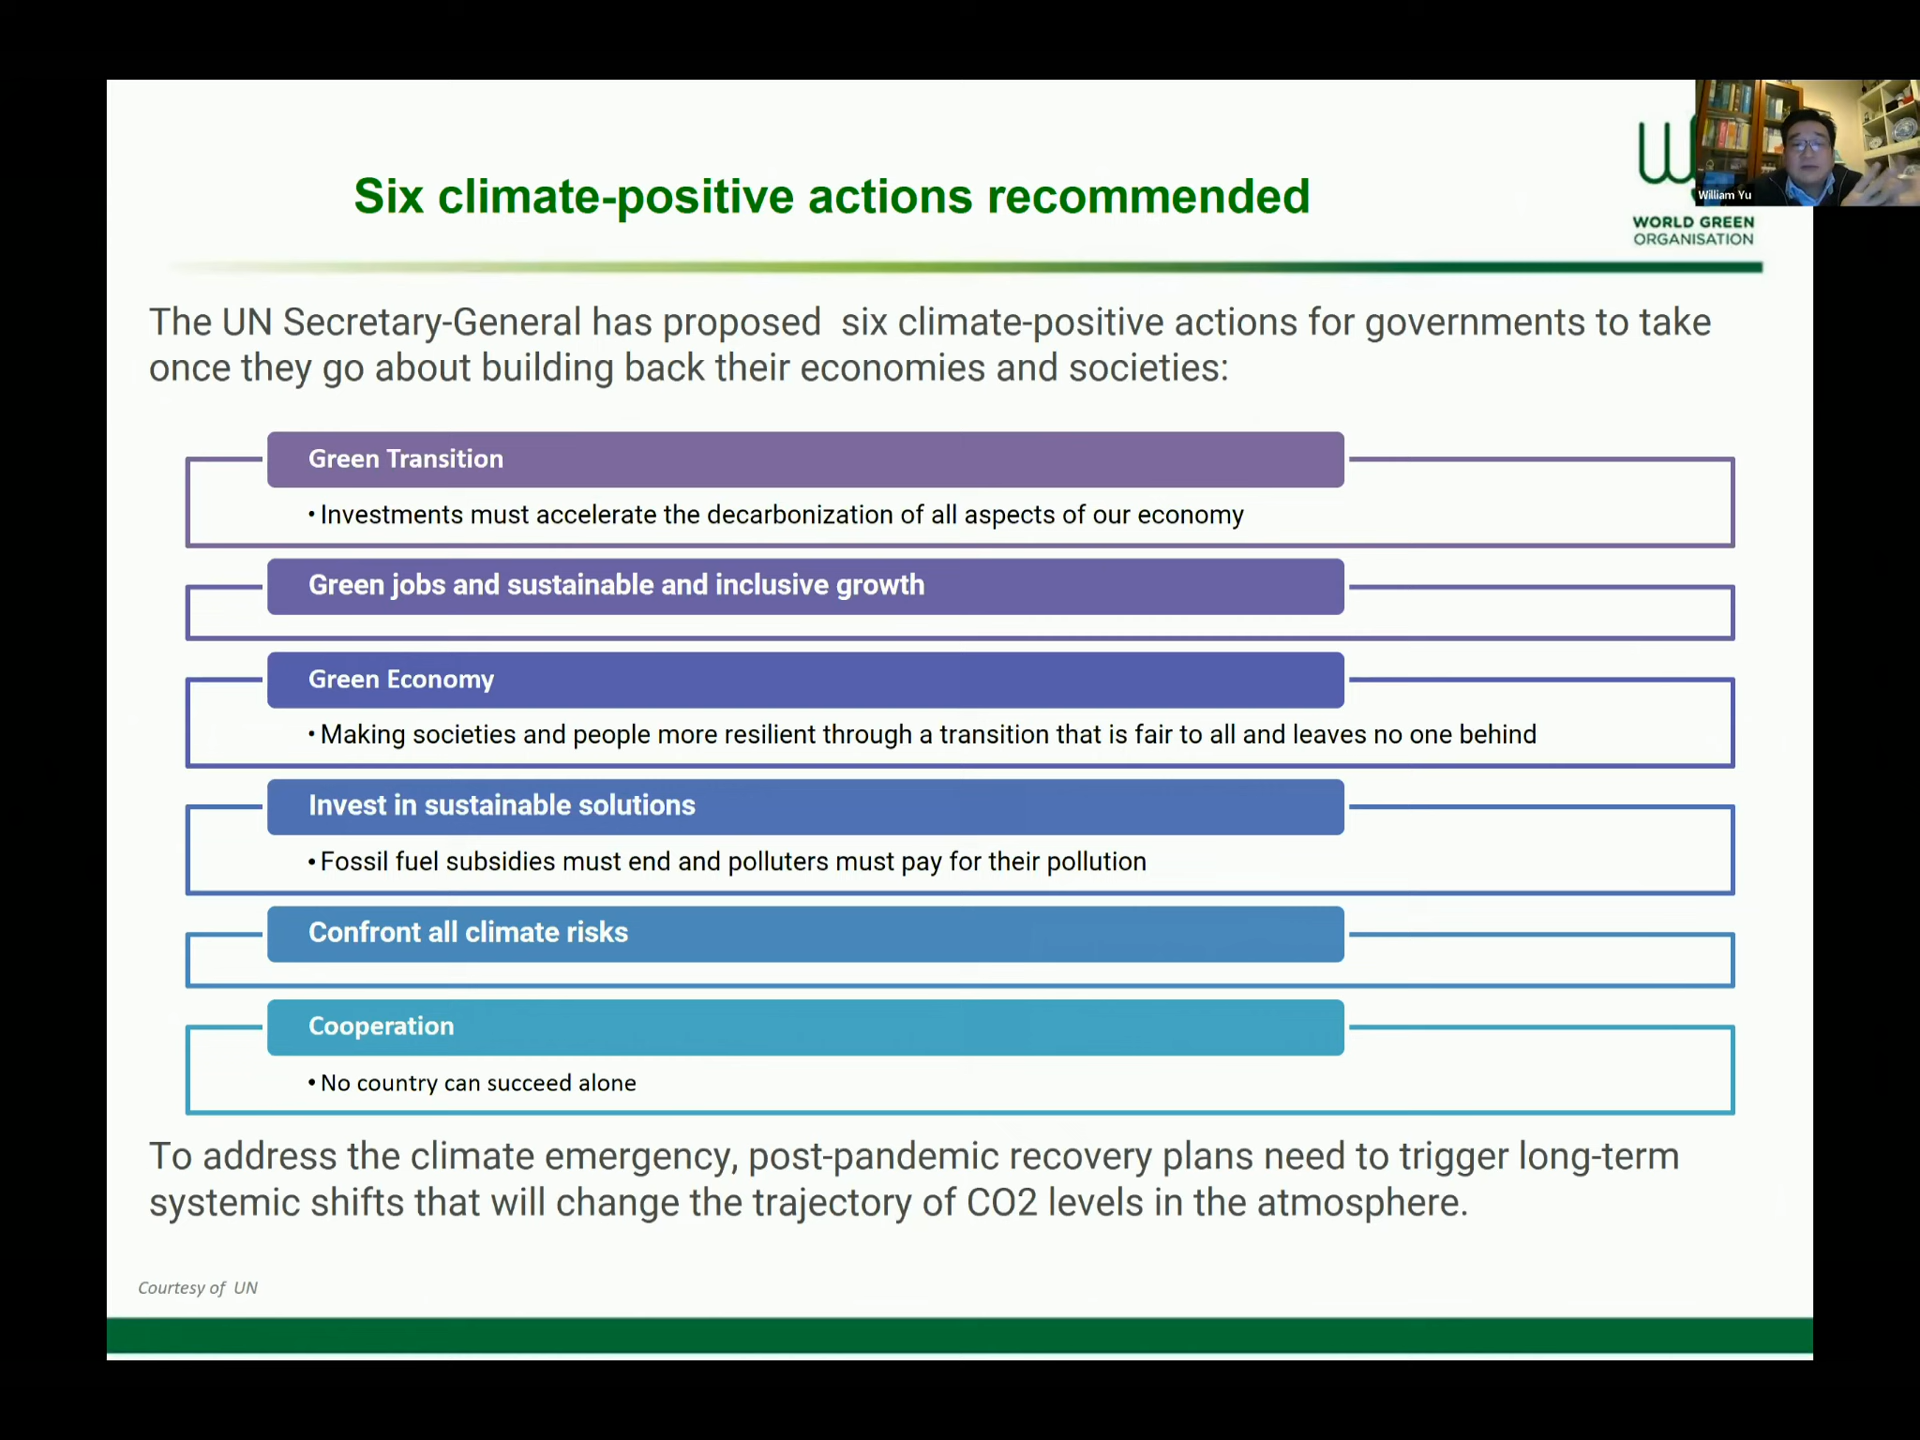 Six climate-positive actions recommended
William Yu
WORLD GREEN
ORGANISATION
The UN Secretary-General has proposed six climate-positive actions for governments to take
once they go about building back their economies and societies:
Green Transition
• Investments must accelerate the decarbonization of all aspects of our economy
Green jobs and sustainable and inclusive growth
Green Economy
• Making societies and people more resilient through a transition that is fair to all and leaves no one behind
Invest in sustainable solutions
• Fossil fuel subsidies must end and polluters must pay for their pollution
Confront all climate risks
Cooperation
• No country can succeed alone
To address the climate emergency, post-pandemic recovery plans need to trigger long-term
systemic shifts that will change the trajectory of CO2 levels in the atmosphere.
Courtesy of UN